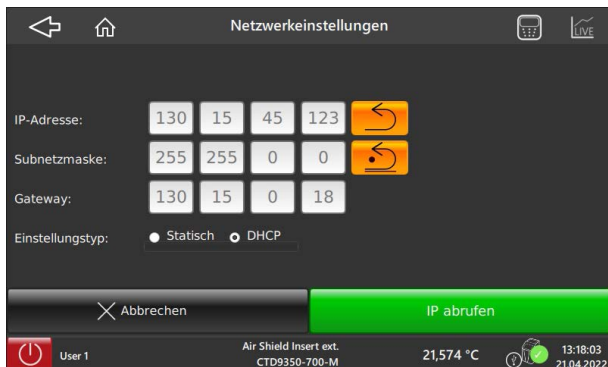 Netzwerkeinstellungen
LIVE
IP-Adresse: 130 15 45 123
Subnetzmaske: 255 255 0 0
Gateway: 130 15 0 18
Einstellungstyp: Statisch DHCP
Abbrechen IP abrufen
User 1 Air Shield Insert ext. 21,574 °C 13:18:03
CTD9350-700-M 21.04.2022